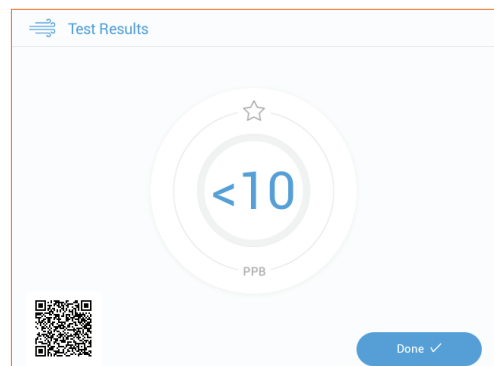 Test Results
<10
PPB
Done ✓